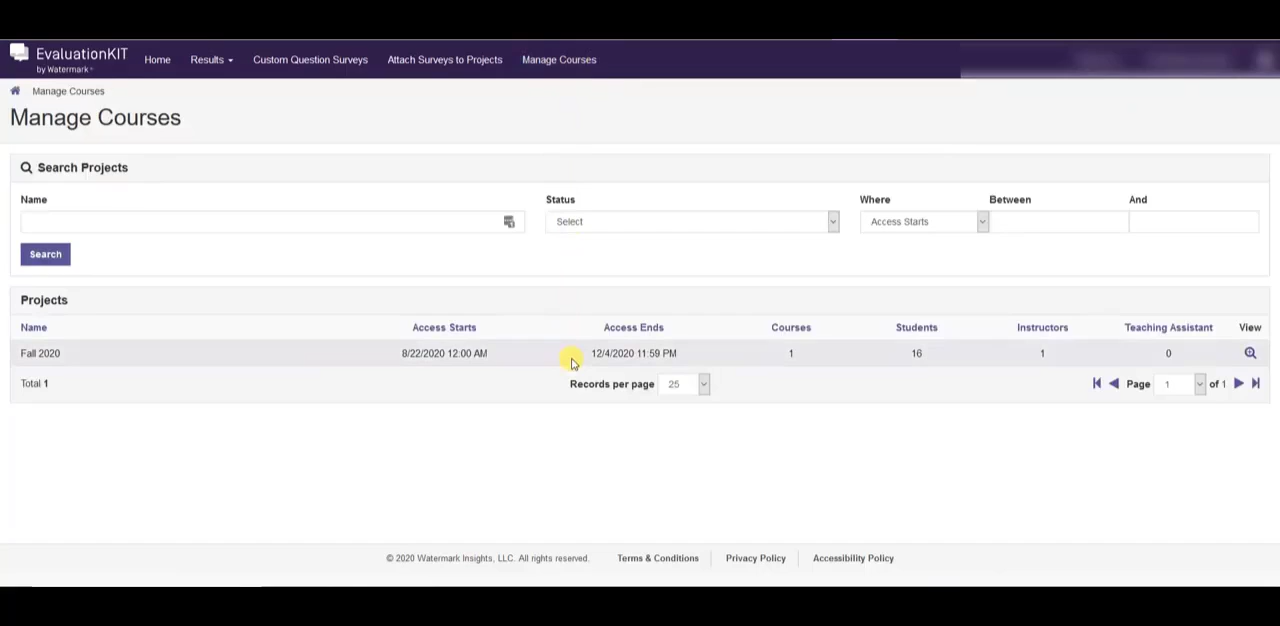 EvaluationKIT
by Watermark™
Home Results Custom Question Surveys Attach Surveys to Projects Manage Courses
Manage Courses
Manage Courses
Search Projects
Name Status Where Between And
Select Access Starts
Search
Projects
Name Access Starts Access Ends Courses Students Instructors Teaching Assistant View
Fall 2020 8/22/2020 12:00 AM 12/4/2020 11:59 PM 1 16 1 0
Total 1 Records per page 25 Page 1 of 1
© 2020 Watermark Insights, LLC. All rights reserved. Terms & Conditions Privacy Policy Accessibility Policy